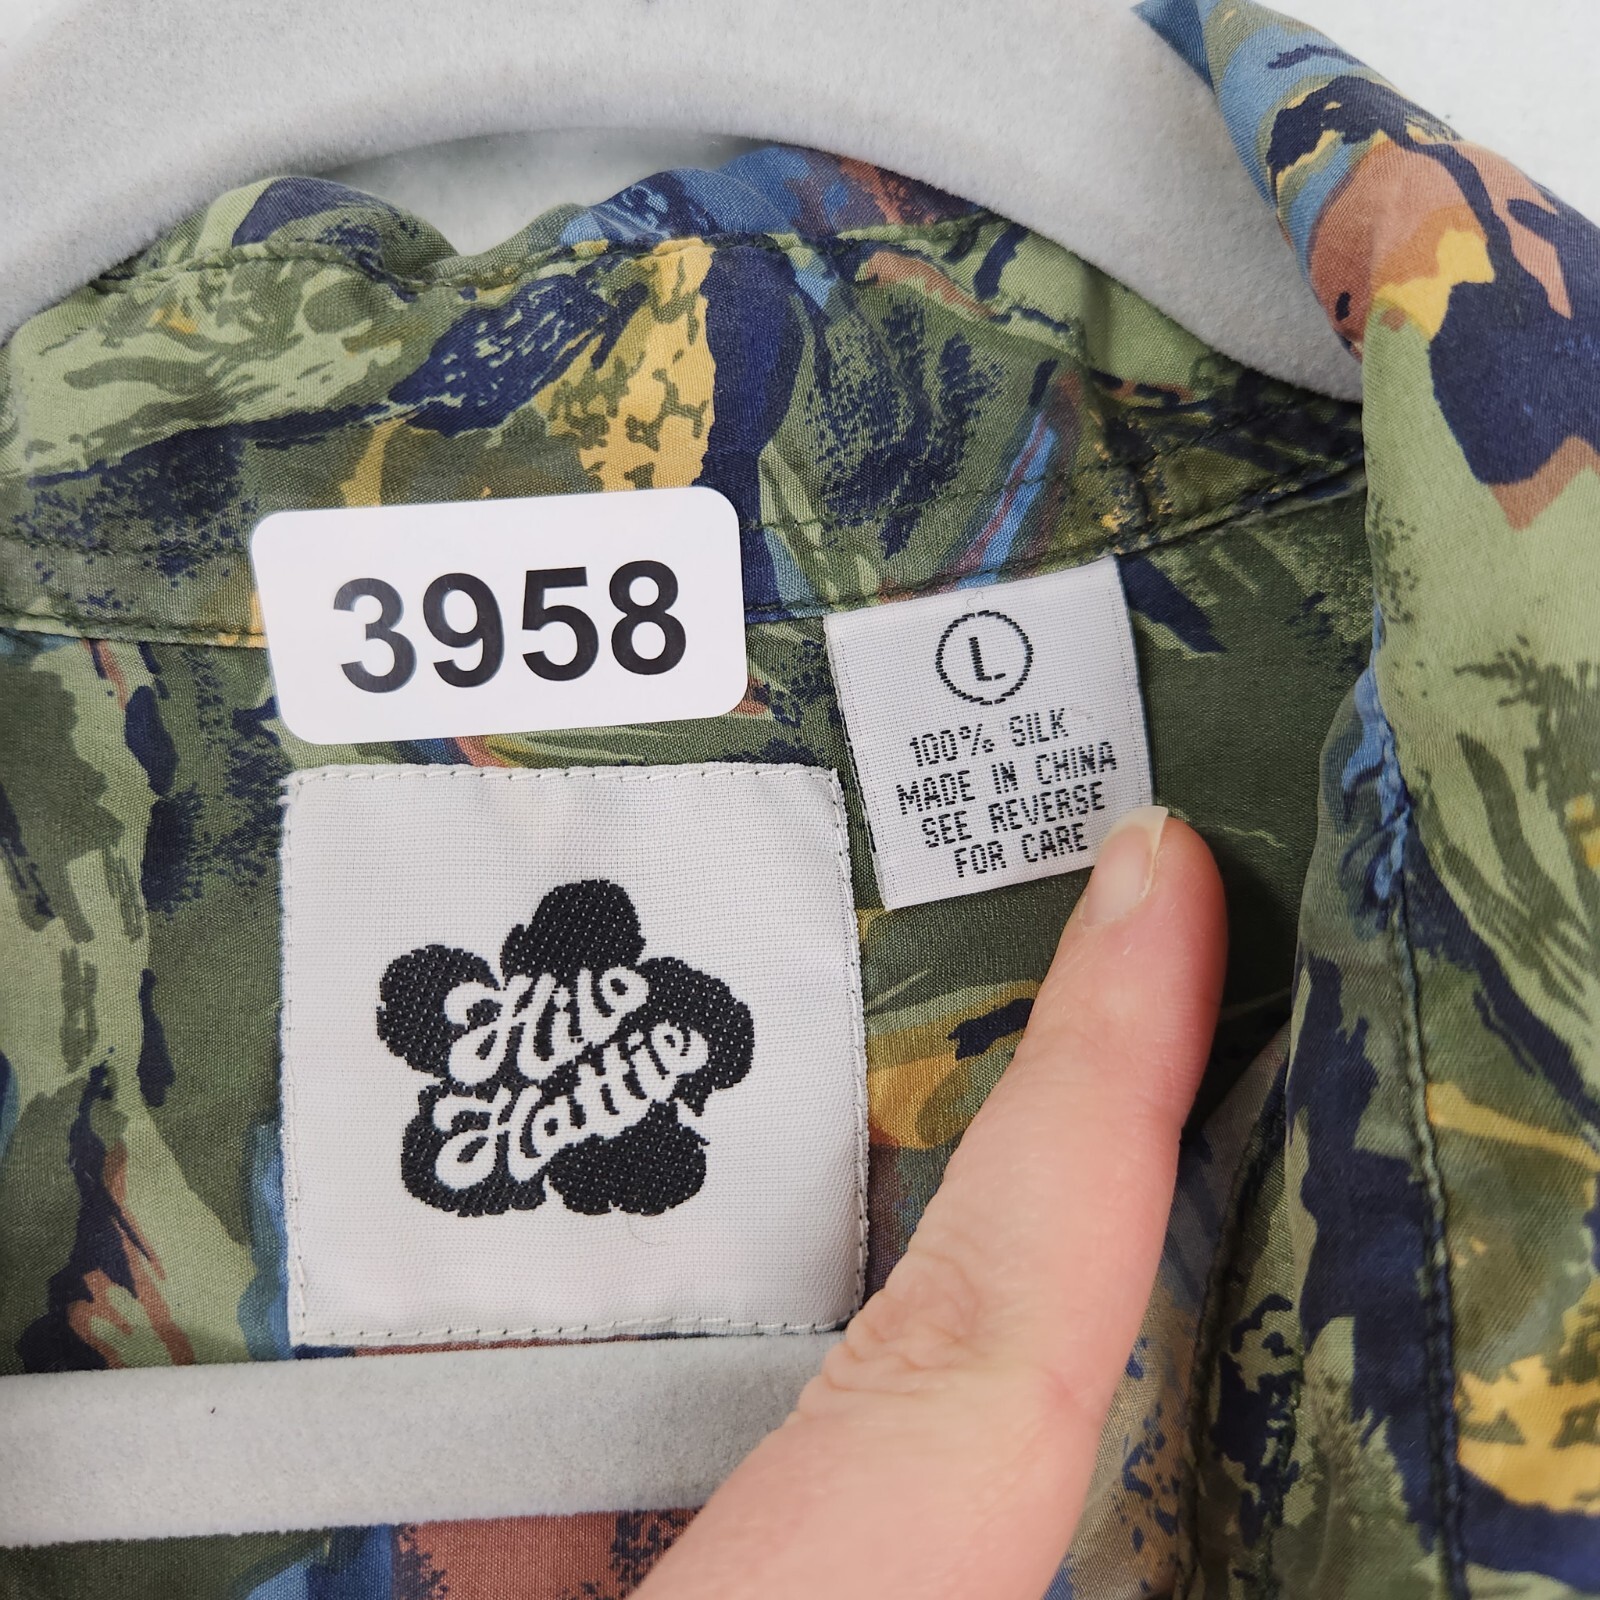 3958
L
100% SILK
MADE IN CHINA
SEE REVERSE
FOR CARE
Hilo
Hattie